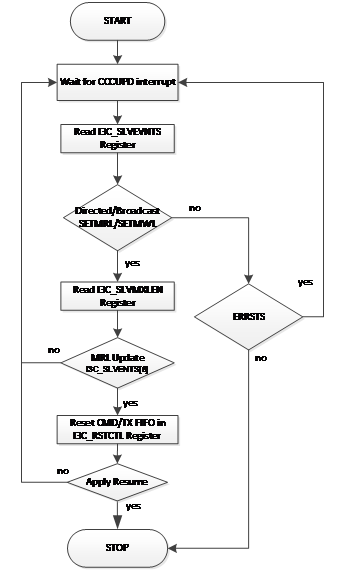 START
Wait for CCCUPD interrupt
Read I3C_SLVEVNTS
Register
Directed/Broadcast
SETMRL/SETMWL
no
yes
Read I3C_SLVMXLEN
Register
yes
ERRSTS
no
MRL Update
I3C_SLVENTS[6]
no
yes
Reset CMD/TX FIFO in
I3C_RSTCTL Register
no
Apply Resume
yes
STOP